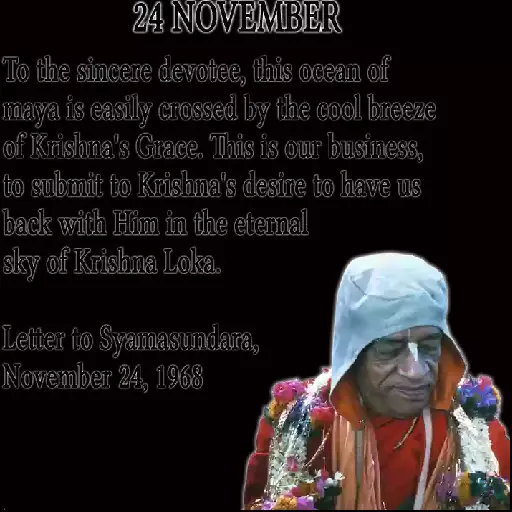 24 NOVEMBER
To the sincere devotee, this ocean of
maya is easily crossed by the cool breeze
of Krishna's Grace. This is our business,
to submit to Krishna's desire to have us
back with Him in the eternal
sky of Krishna Loka.
Letter to Syamasundara,
November 24, 1968